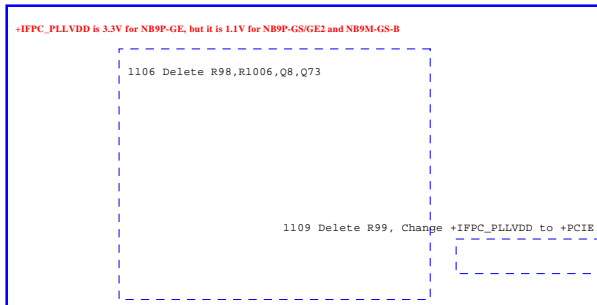 +IFPC_PLLVDD is 3.3V for NB9P-GE, but it is 1.1V for NB9P-GS/GE2 and NB9M-GS-B
1106 Delete R98,R1006,Q8,Q73
1109 Delete R99, Change +IFPC_PLLVDD to +PCIE